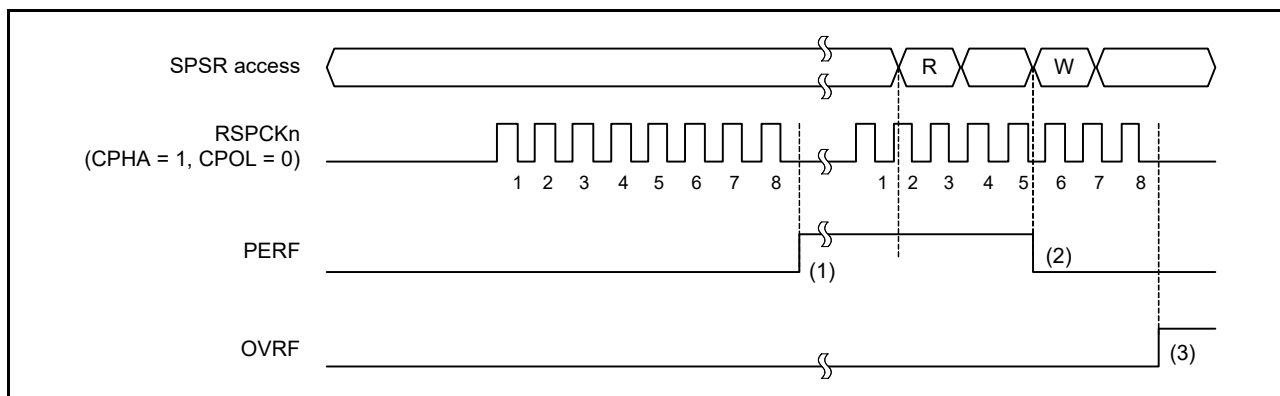 SPSR access
R
W
RSPCKn
(CPHA = 1, CPOL = 0)
1 2 3 4 5 6 7 8 1 2 3 4 5 6 7 8
PERF
(1)
(2)
OVRF
(3)